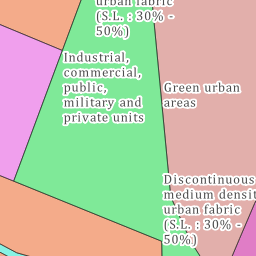 urban fabric
(S.L. : 30% -
50%)
Industrial,
commercial,
public,
military and
private units
Green urban
areas
Discontinuous
medium densit
urban fabric
(S.L. : 30% -
50%)